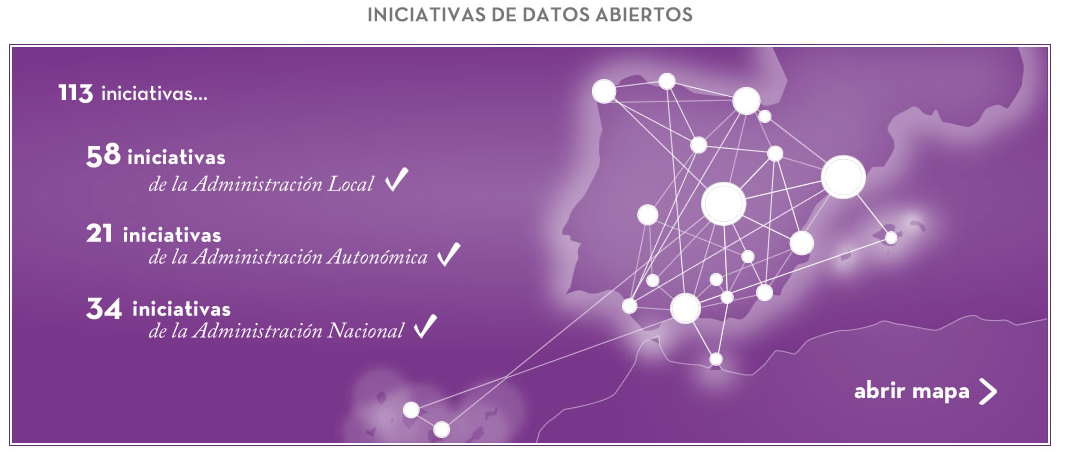 INICIATIVAS DE DATOS ABIERTOS
113 iniciativas...
58 iniciativas
de la Administración Local
21 iniciativas
de la Administración Autonómica
34 iniciativas
de la Administración Nacional
abrir mapa